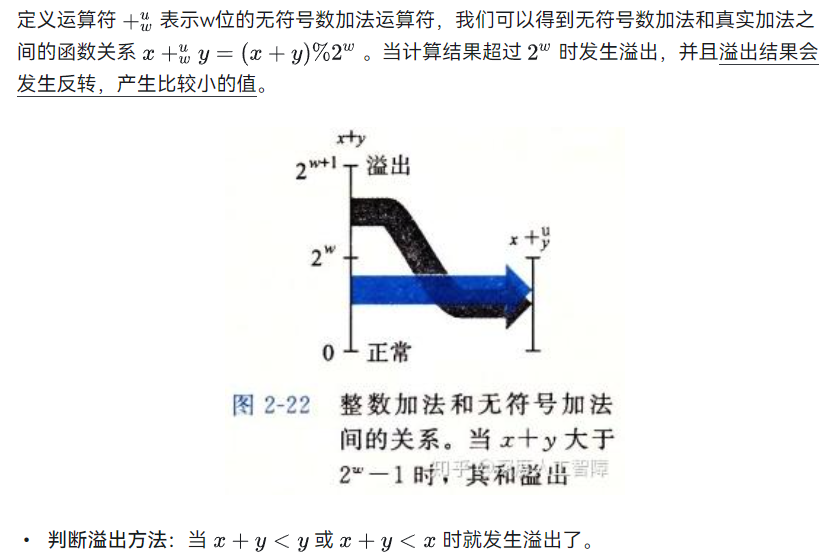 定义运算符 $+_w^u$ 表示w位的无符号数加法运算符，我们可以得到无符号数加法和真实加法之
间的函数关系 $x +_w^u y = (x + y)\%2^w$ 。当计算结果超过 $2^w$ 时发生溢出，并且溢出结果会
发生反转，产生比较小的值。
x+y
$2^{w+1}$ 溢出
$x +_y^u$
$2^w$
0 正常
图 2-22 整数加法和无符号加法
间的关系。当 x＋y 大于
$2^w－1$ 时，其和溢出
知乎
工智障
• 判断溢出方法：当 $x + y < y$ 或 $x + y < x$ 时就发生溢出了。